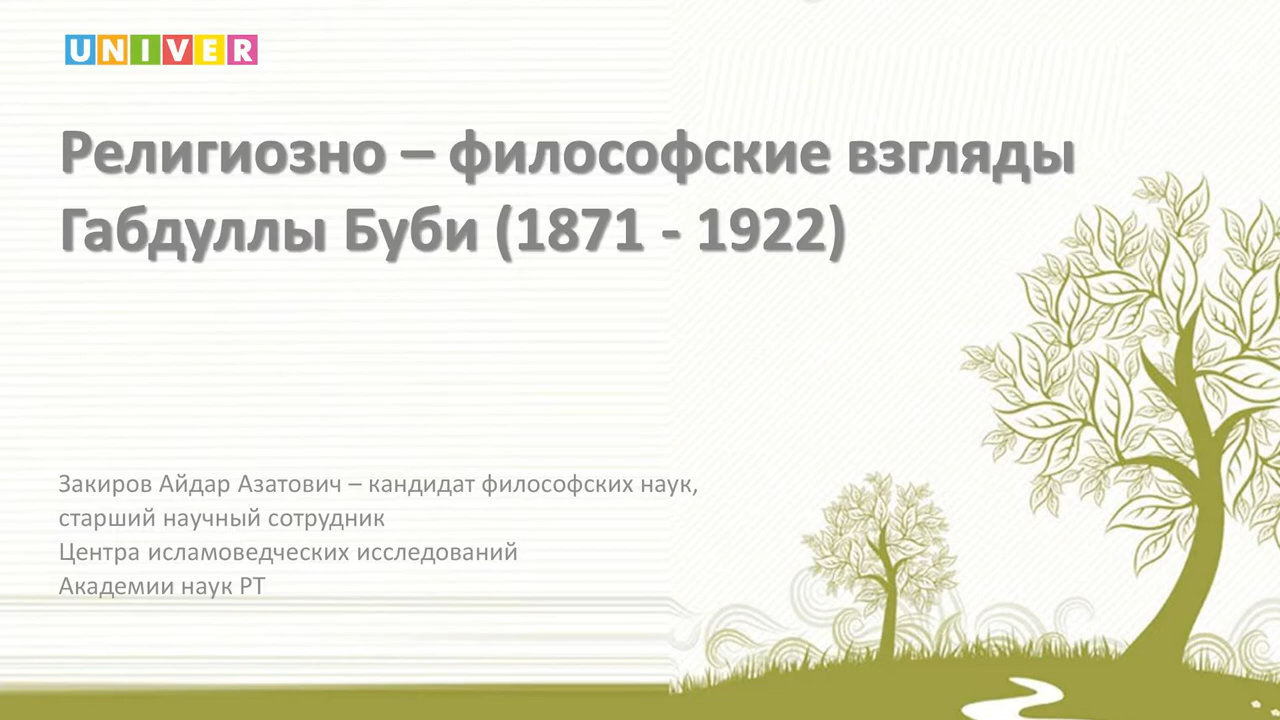 UNIVER
Религиозно – философские взгляды
Габдуллы Буби (1871 - 1922)
Закиров Айдар Азатович – кандидат философских наук,
старший научный сотрудник
Центра исламоведческих исследований
Академии наук РТ